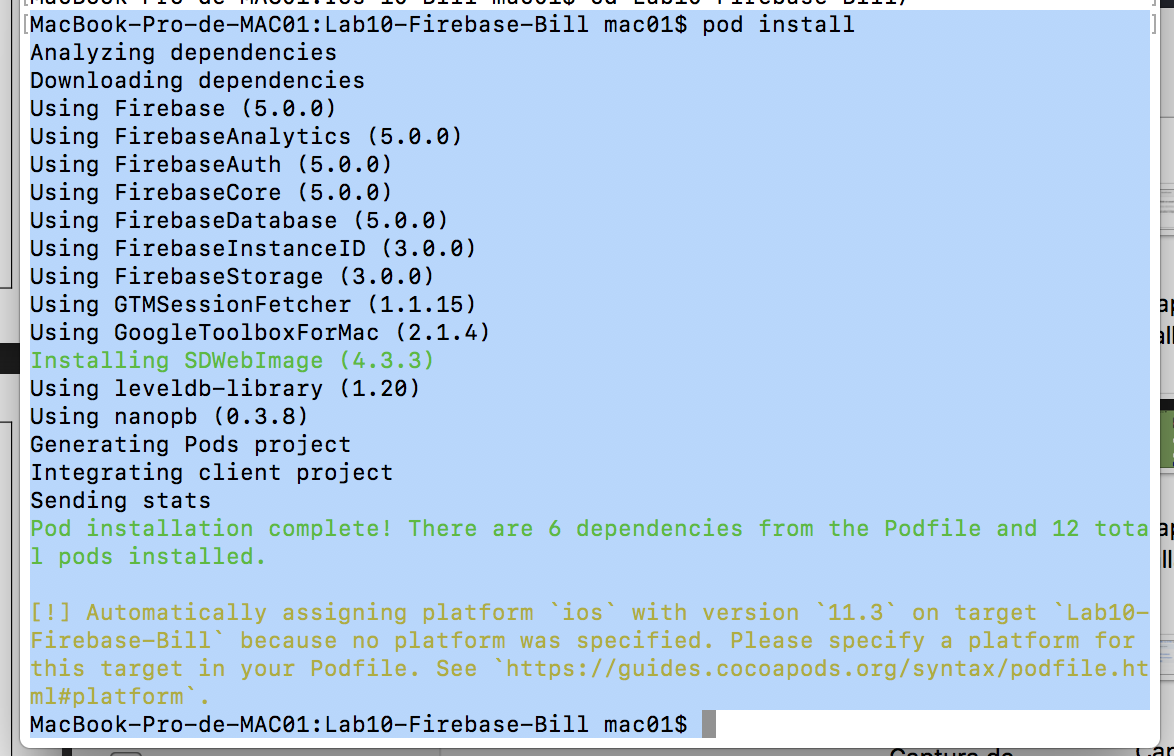 MacBook-Pro-de-MAC01:Lab10-Firebase-Bill mac01$ pod install
Analyzing dependencies
Downloading dependencies
Using Firebase (5.0.0)
Using FirebaseAnalytics (5.0.0)
Using FirebaseAuth (5.0.0)
Using FirebaseCore (5.0.0)
Using FirebaseDatabase (5.0.0)
Using FirebaseInstanceID (3.0.0)
Using FirebaseStorage (3.0.0)
Using GTMSessionFetcher (1.1.15)
Using GoogleToolboxForMac (2.1.4)
Installing SDWebImage (4.3.3)
Using leveldb-library (1.20)
Using nanopb (0.3.8)
Generating Pods project
Integrating client project
Sending stats
Pod installation complete! There are 6 dependencies from the Podfile and 12 tota
l pods installed.
[!] Automatically assigning platform `ios` with version `11.3` on target `Lab10-
Firebase-Bill` because no platform was specified. Please specify a platform for
this target in your Podfile. See `https://guides.cocoapods.org/syntax/podfile.ht
ml#platform`.
MacBook-Pro-de-MAC01:Lab10-Firebase-Bill mac01$